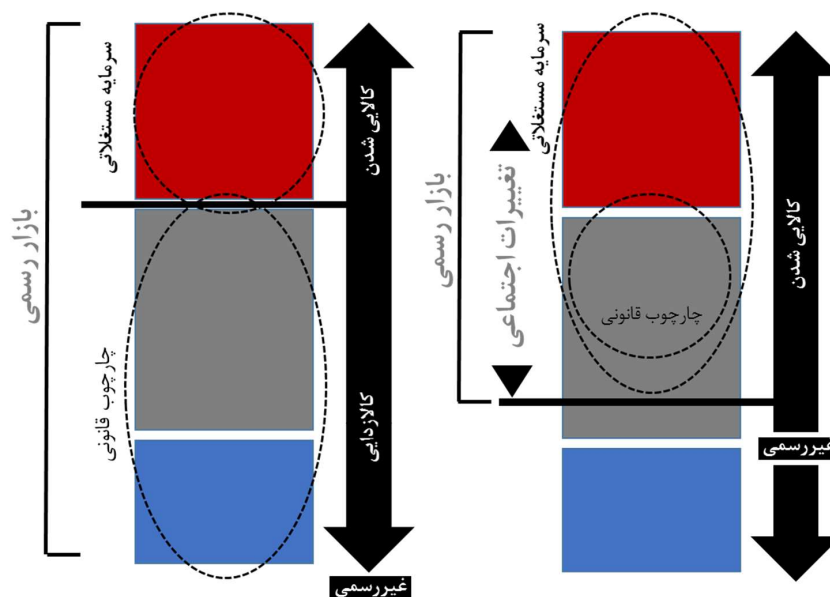 سرمایه مستغلاتی
کالایی شدن
تغییرات اجتماعی
بازار رسمی
چارچوب قانونی
غیررسمی
سرمایه مستغلاتی
کالایی شدن
بازار رسمی
چارچوب قانونی
کالازدایی
غیررسمی